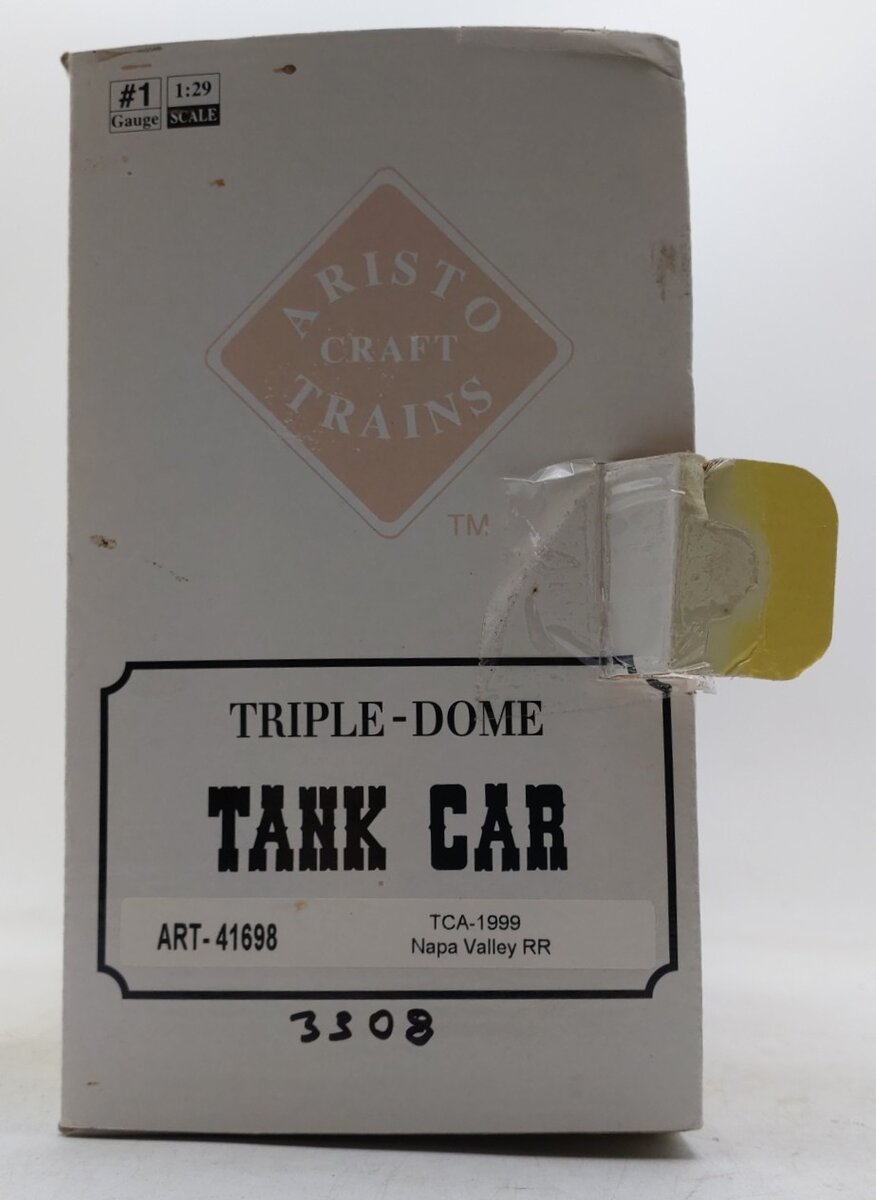 #1
Gauge
1:29
SCALE
ARISTO
CRAFT
TRAINS
TM
TRIPLE-DOME
TANK CAR
ART-41698
TCA-1999
Napa Valley RR
3308